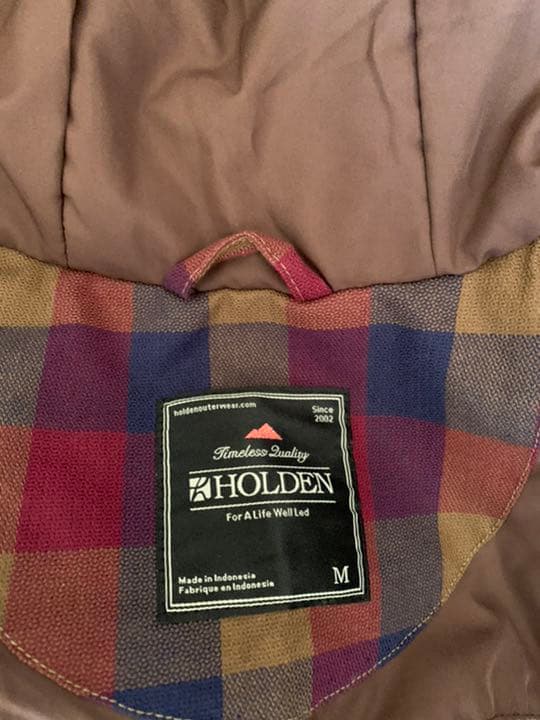 holdenouterwear.com
Since
2002
Timeless Quality
HOLDEN
For A Life Well Led
Made in Indonesia
Fabrique en Indonesie
M